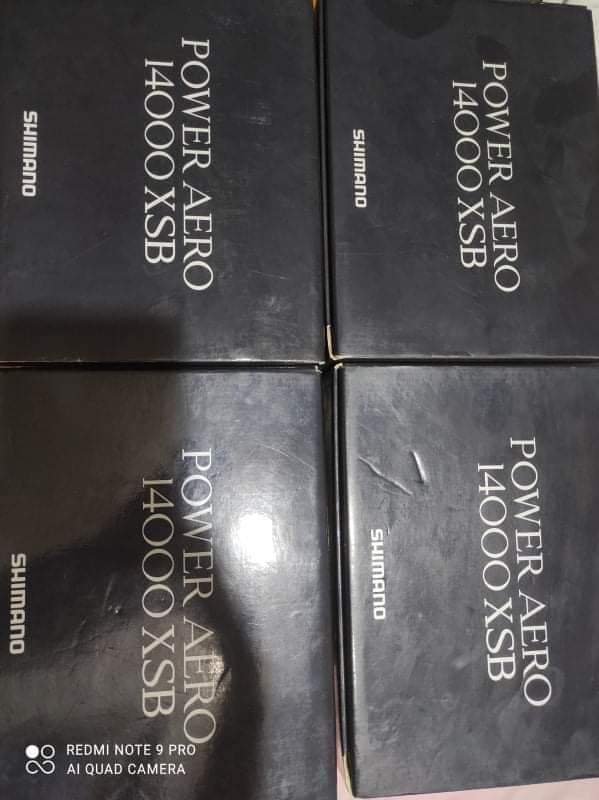 POWER AERO
14000 XSB
SHIMANO
POWER AERO
14000 XSB
SHIMANO
POWER AERO
14000 XSB
SHIMANO
POWER AERO
14000 XSB
SHIMANO
REDMI NOTE 9 PRO
AI QUAD CAMERA